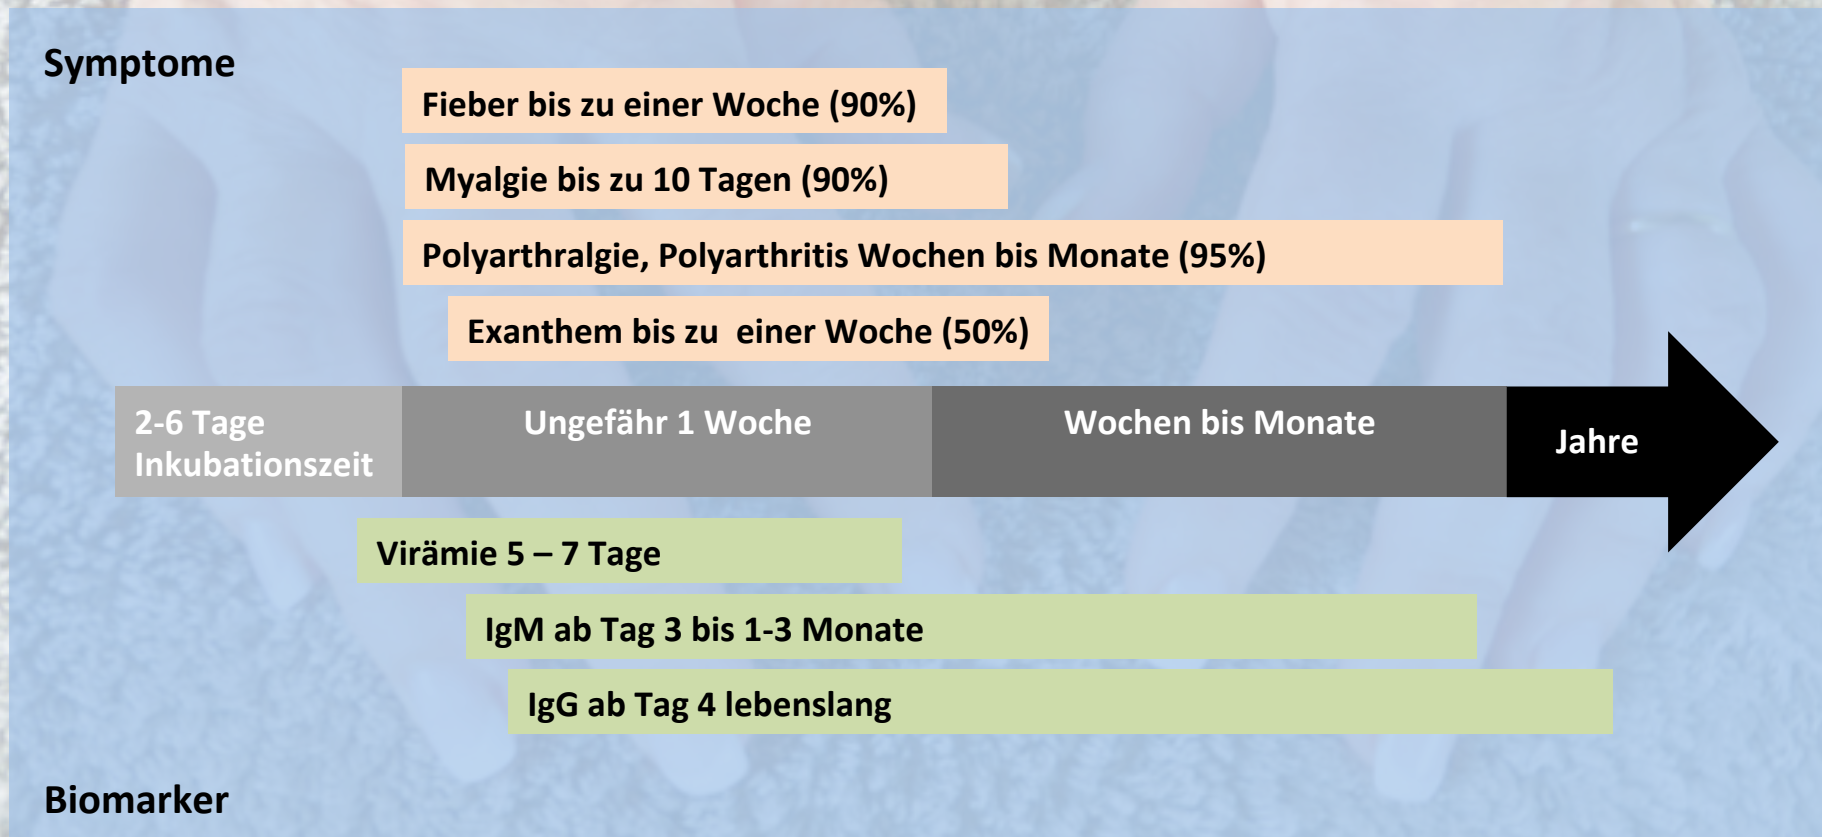 Symptome
Fieber bis zu einer Woche (90%)
Myalgie bis zu 10 Tagen (90%)
Polyarthralgie, Polyarthritis Wochen bis Monate (95%)
Exanthem bis zu einer Woche (50%)
2-6 Tage
Inkubationszeit
Ungefähr 1 Woche
Wochen bis Monate
Jahre
Virämie 5 – 7 Tage
IgM ab Tag 3 bis 1-3 Monate
IgG ab Tag 4 lebenslang
Biomarker